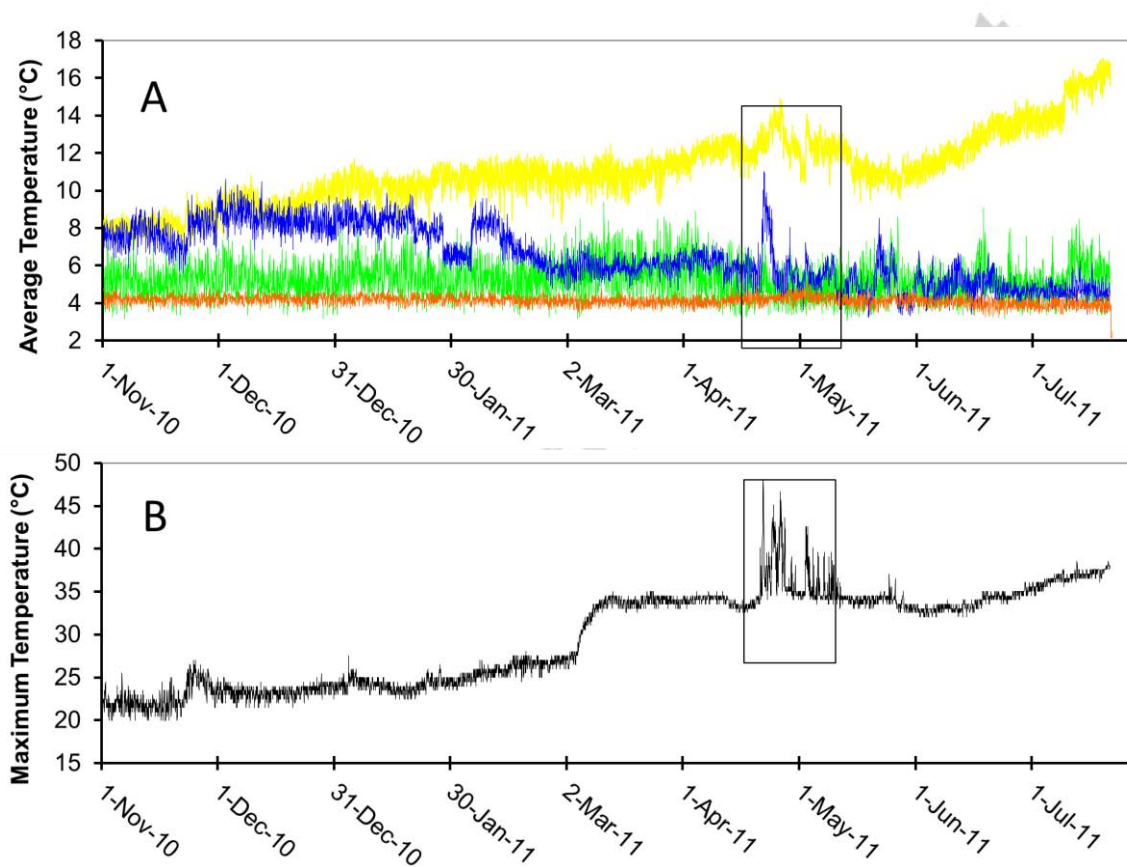 A
Average Temperature (°C)
18
16
14
12
10
8
6
4
2
1-Nov-10
1-Dec-10
31-Dec-10
30-Jan-11
2-Mar-11
1-Apr-11
1-May-11
1-Jun-11
1-Jul-11
B
Maximum Temperature (°C)
50
45
40
35
30
25
20
15
1-Nov-10
1-Dec-10
31-Dec-10
30-Jan-11
2-Mar-11
1-Apr-11
1-May-11
1-Jun-11
1-Jul-11